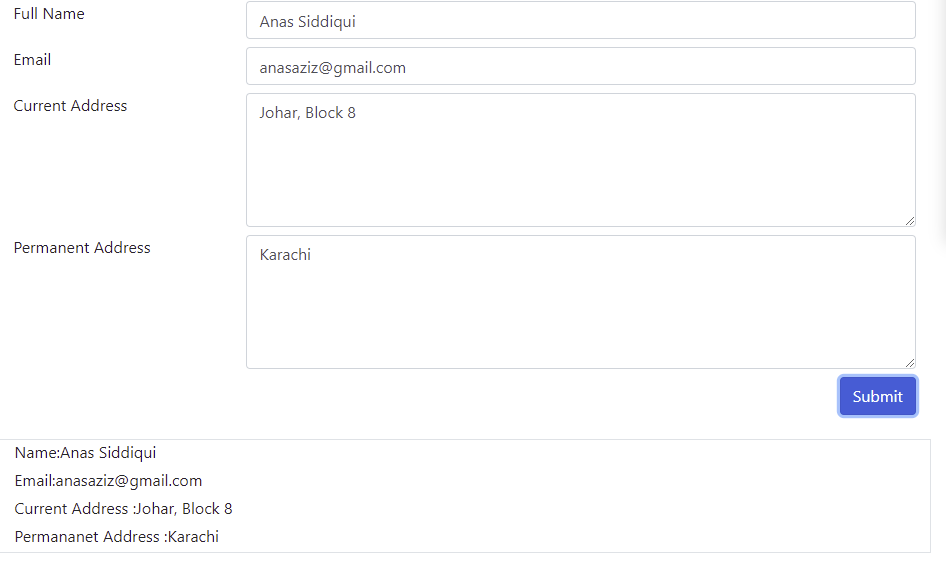 Full Name
Anas Siddiqui
Email
anasaziz@gmail.com
Current Address
Johar, Block 8
Permanent Address
Karachi
Submit
Name:Anas Siddiqui
Email:anasaziz@gmail.com
Current Address :Johar, Block 8
Permananet Address :Karachi